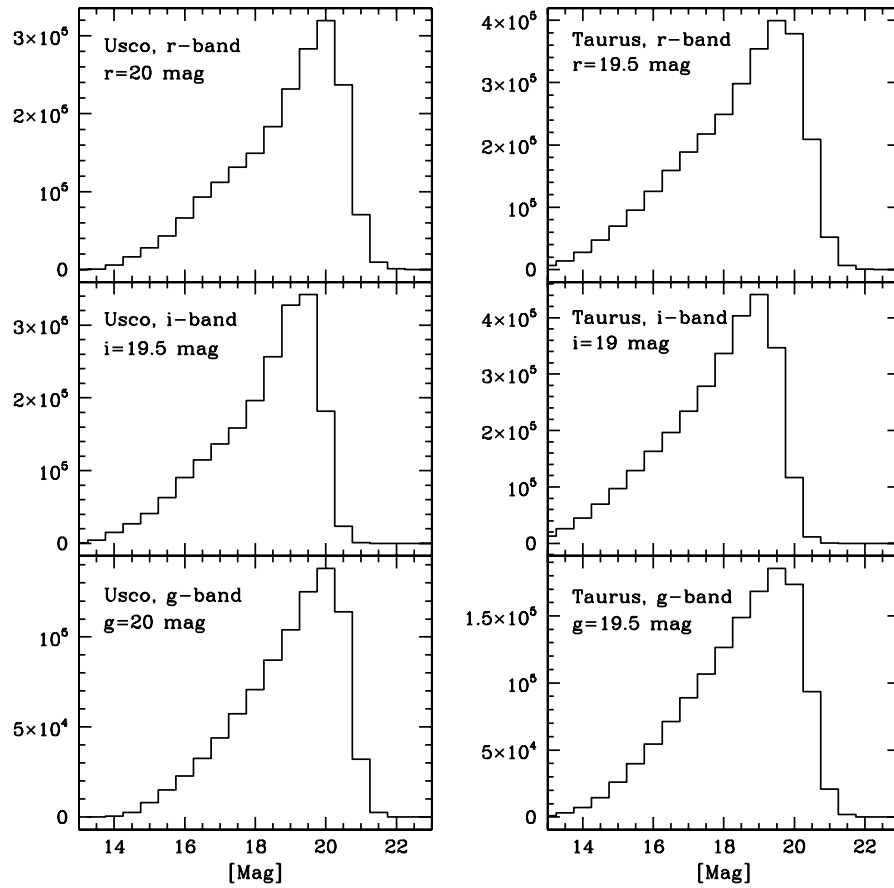 Usco, r-band
r=20 mag
3×10⁵
2×10⁵
10⁵
0
Taurus, r-band
r=19.5 mag
4×10⁵
3×10⁵
2×10⁵
10⁵
0
Usco, i-band
i=19.5 mag
3×10⁵
2×10⁵
10⁵
0
Taurus, i-band
i=19 mag
4×10⁵
3×10⁵
2×10⁵
10⁵
0
Usco, g-band
g=20 mag
10⁵
5×10⁴
0
14 16 18 20 22
[Mag]
Taurus, g-band
g=19.5 mag
1.5×10⁵
10⁵
5×10⁴
0
14 16 18 20 22
[Mag]